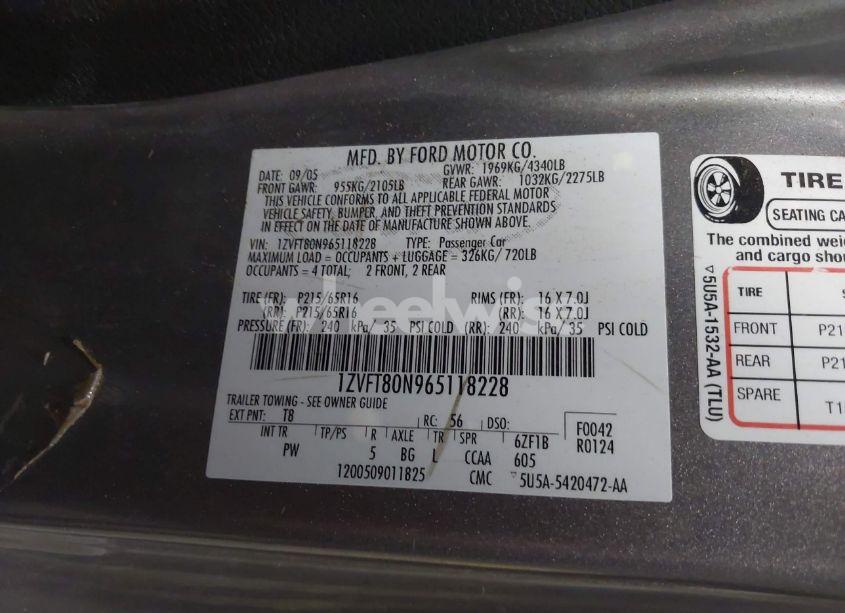 MFD. BY FORD MOTOR CO.
DATE: 09/05 GVWR: 1969KG/4340LB
FRONT GAWR: 955KG/2105LB REAR GAWR: 1032KG/2275LB
THIS VEHICLE CONFORMS TO ALL APPLICABLE FEDERAL MOTOR
VEHICLE SAFETY, BUMPER, AND THEFT PREVENTION STANDARDS
IN EFFECT ON THE DATE OF MANUFACTURE SHOWN ABOVE.
VIN: 1ZVFT80N965118228 TYPE: Passenger Car
MAXIMUM LOAD = OCCUPANTS + LUGGAGE = 326KG/720LB
OCCUPANTS = 4 TOTAL; 2 FRONT, 2 REAR
TIRE (FR): P215/65R16 RIMS (FR): 16 X 7.0J
(RR): P215/65R16 (RR): 16 X 7.0J
PRESSURE (FR): 240 kPa/ 35 PSI COLD (RR): 240 kPa/ 35 PSI COLD
wheelwis
1ZVFT80N965118228
TRAILER TOWING - SEE OWNER GUIDE
EXT PNT: T8 RC: 56 DSO: F0042
INT TR TP/PS R AXLE TR SPR 6ZF1B R0124
PW 5 BG L CCAA 605
1200509011825 CMC ▽5U5A-5420472-AA
TIRE
SEATING CA
The combined wei
and cargo shou
TIRE S
FRONT P21
REAR P21
SPARE T1
▽5U5A-1532-AA (TLU)